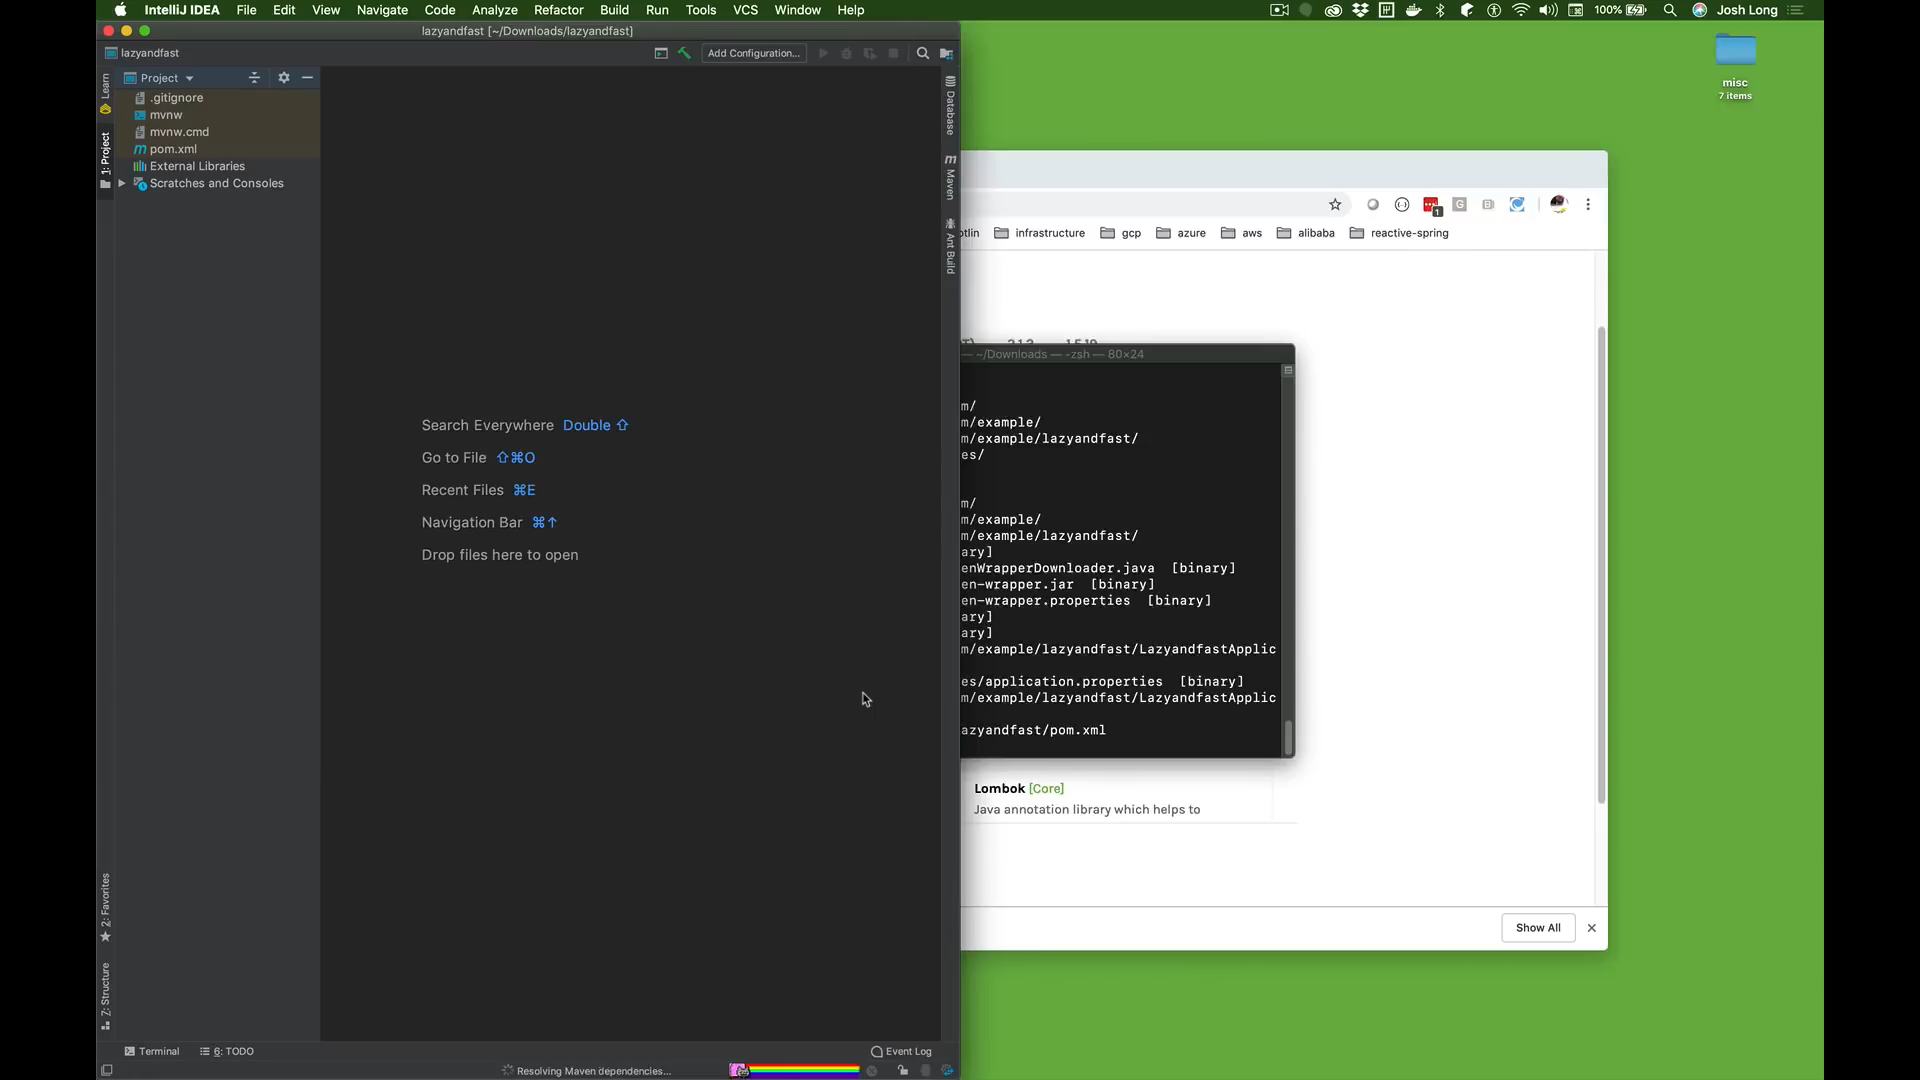 IntelliJ IDEA File Edit View Navigate Code Analyze Refactor Build Run Tools VCS Window Help
100% Josh Long
lazyandfast [~/Downloads/lazyandfast]
lazyandfast
Add Configuration...
Project
.gitignore
mvnw
mvnw.cmd
pom.xml
External Libraries
Scratches and Consoles
Learn
1: Project
2: Favorites
7: Structure
Database
m Maven
Ant Build
Search Everywhere Double ⇧
Go to File ⇧⌘O
Recent Files ⌘E
Navigation Bar ⌘↑
Drop files here to open
Terminal
6: TODO
Event Log
Resolving Maven dependencies...
misc
7 items
otlin infrastructure gcp azure aws alibaba reactive-spring
— ~/Downloads — -zsh — 80×24
m/
m/example/
m/example/lazyandfast/
es/
m/
m/example/
m/example/lazyandfast/
ary]
enWrapperDownloader.java [binary]
en-wrapper.jar [binary]
en-wrapper.properties [binary]
ary]
ary]
m/example/lazyandfast/LazyandfastApplic
es/application.properties [binary]
m/example/lazyandfast/LazyandfastApplic
azyandfast/pom.xml
Lombok [Core]
Java annotation library which helps to
Show All